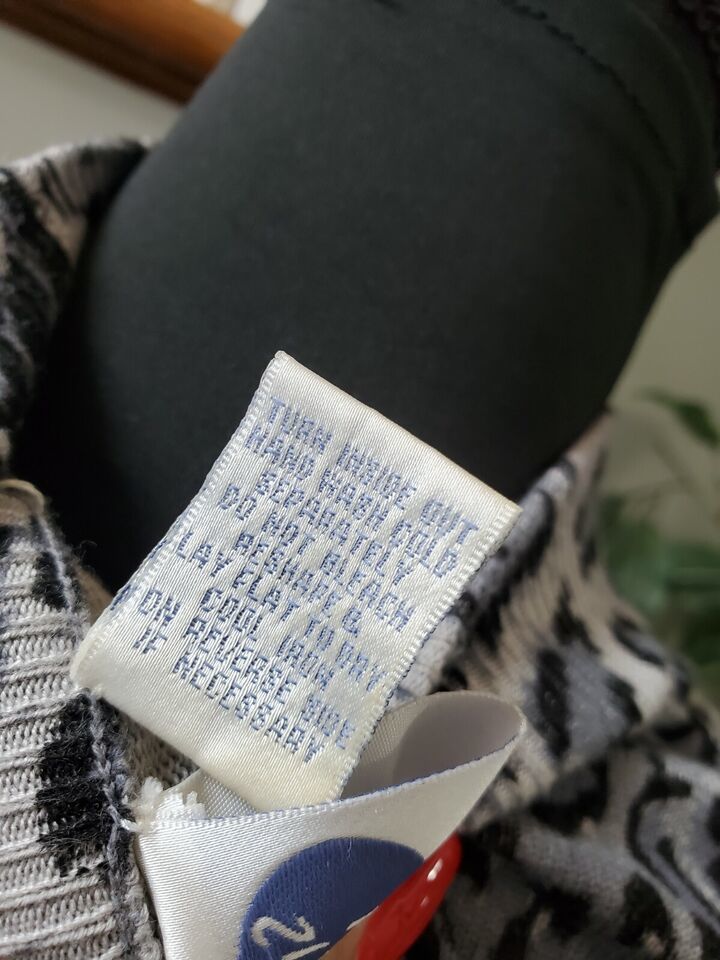 TURN INSIDE OUT
HAND WASH COLD
SEPARATELY
DO NOT BLEACH
RESHAPE &
LAY FLAT TO DRY
COOL IRON
ON REVERSE SIDE
IF NECESSARY